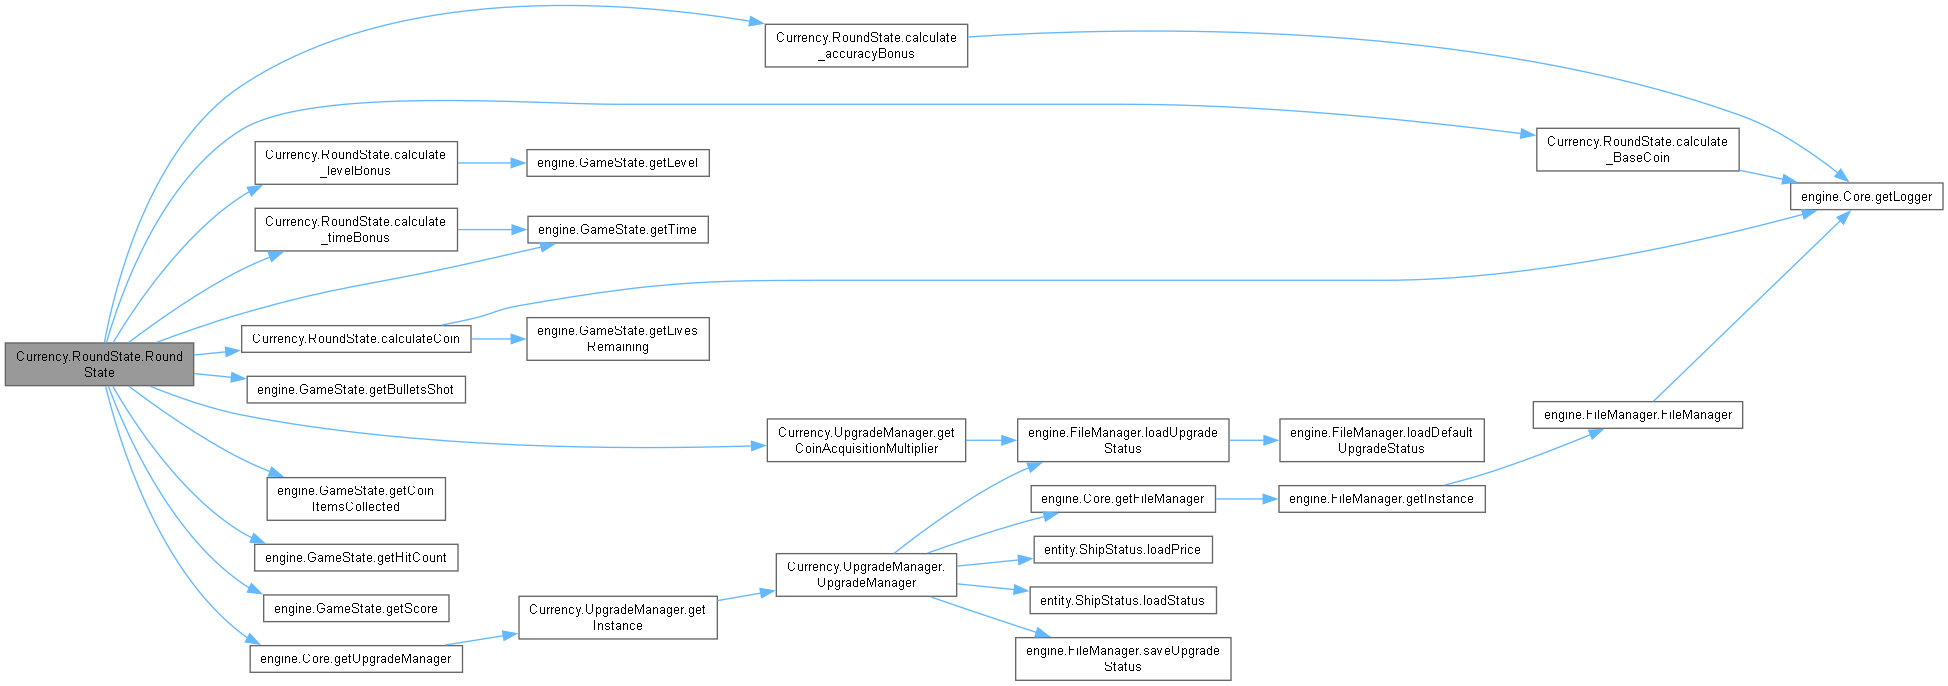 Currency.RoundState.calculate
_accuracyBonus
Currency.RoundState.calculate
_BaseCoin
Currency.RoundState.calculate
_levelBonus
engine.GameState.getLevel
engine.Core.getLogger
Currency.RoundState.calculate
_timeBonus
engine.GameState.getTime
Currency.RoundState.calculateCoin
engine.GameState.getLives
Remaining
Currency.RoundState.Round
State
engine.GameState.getBulletsShot
Currency.UpgradeManager.get
CoinAcquisitionMultiplier
engine.FileManager.loadUpgrade
Status
engine.FileManager.loadDefault
UpgradeStatus
engine.FileManager.FileManager
engine.GameState.getCoin
ItemsCollected
engine.Core.getFileManager
engine.FileManager.getInstance
engine.GameState.getHitCount
entity.ShipStatus.loadPrice
Currency.UpgradeManager.
UpgradeManager
engine.GameState.getScore
Currency.UpgradeManager.get
Instance
entity.ShipStatus.loadStatus
engine.Core.getUpgradeManager
engine.FileManager.saveUpgrade
Status